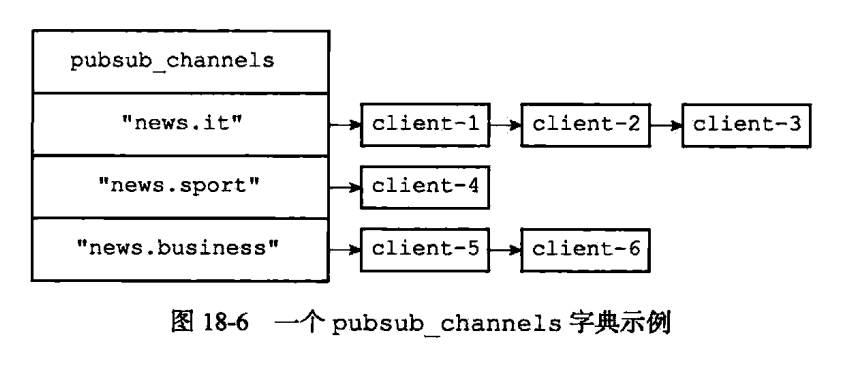 pubsub_channels
"news.it" client-1 client-2 client-3
"news.sport" client-4
"news.business" client-5 client-6
图 18-6 一个 pubsub_channels 字典示例